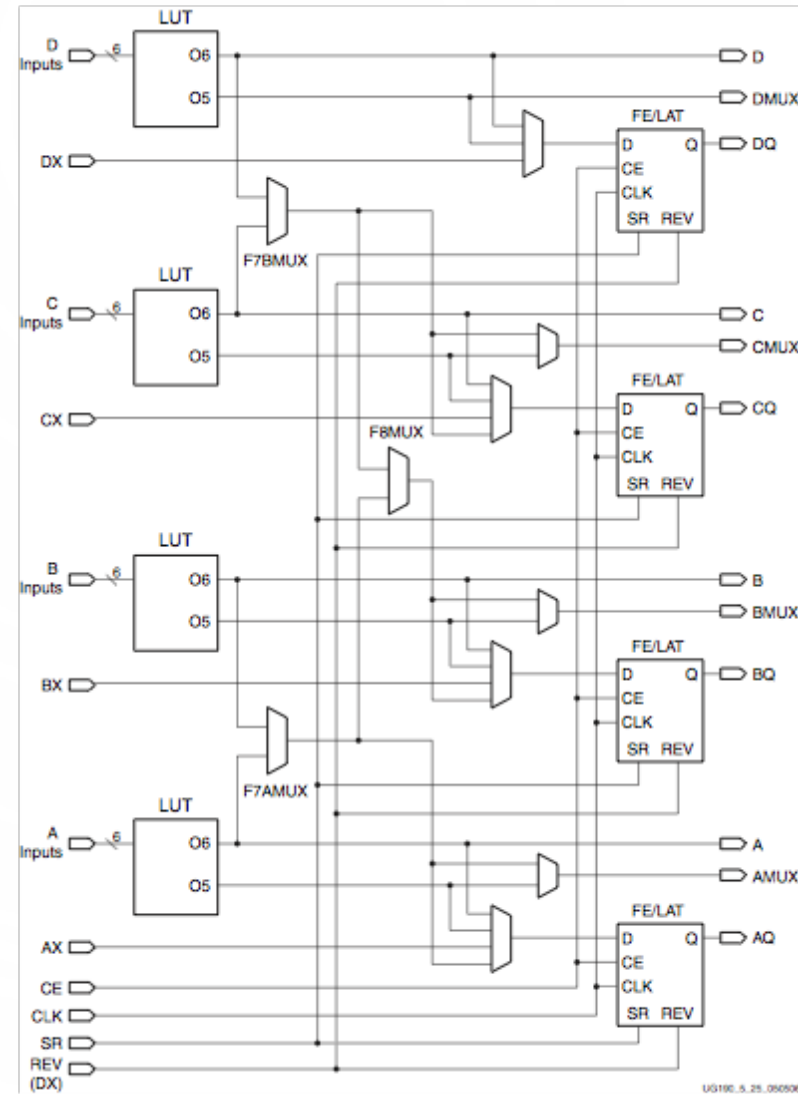 LUT
D
Inputs
6
O6
O5
D
DMUX
FE/LAT
D
Q
DQ
CE
CLK
SR REV
DX
F7BMUX
LUT
C
Inputs
6
O6
O5
C
CMUX
FE/LAT
D
Q
CQ
CE
CLK
SR REV
CX
F8MUX
LUT
B
Inputs
6
O6
O5
B
BMUX
FE/LAT
D
Q
BQ
CE
CLK
SR REV
BX
F7AMUX
LUT
A
Inputs
6
O6
O5
A
AMUX
FE/LAT
D
Q
AQ
CE
CLK
SR REV
AX
CE
CLK
SR
REV
(DX)
UG190_5_25_050506